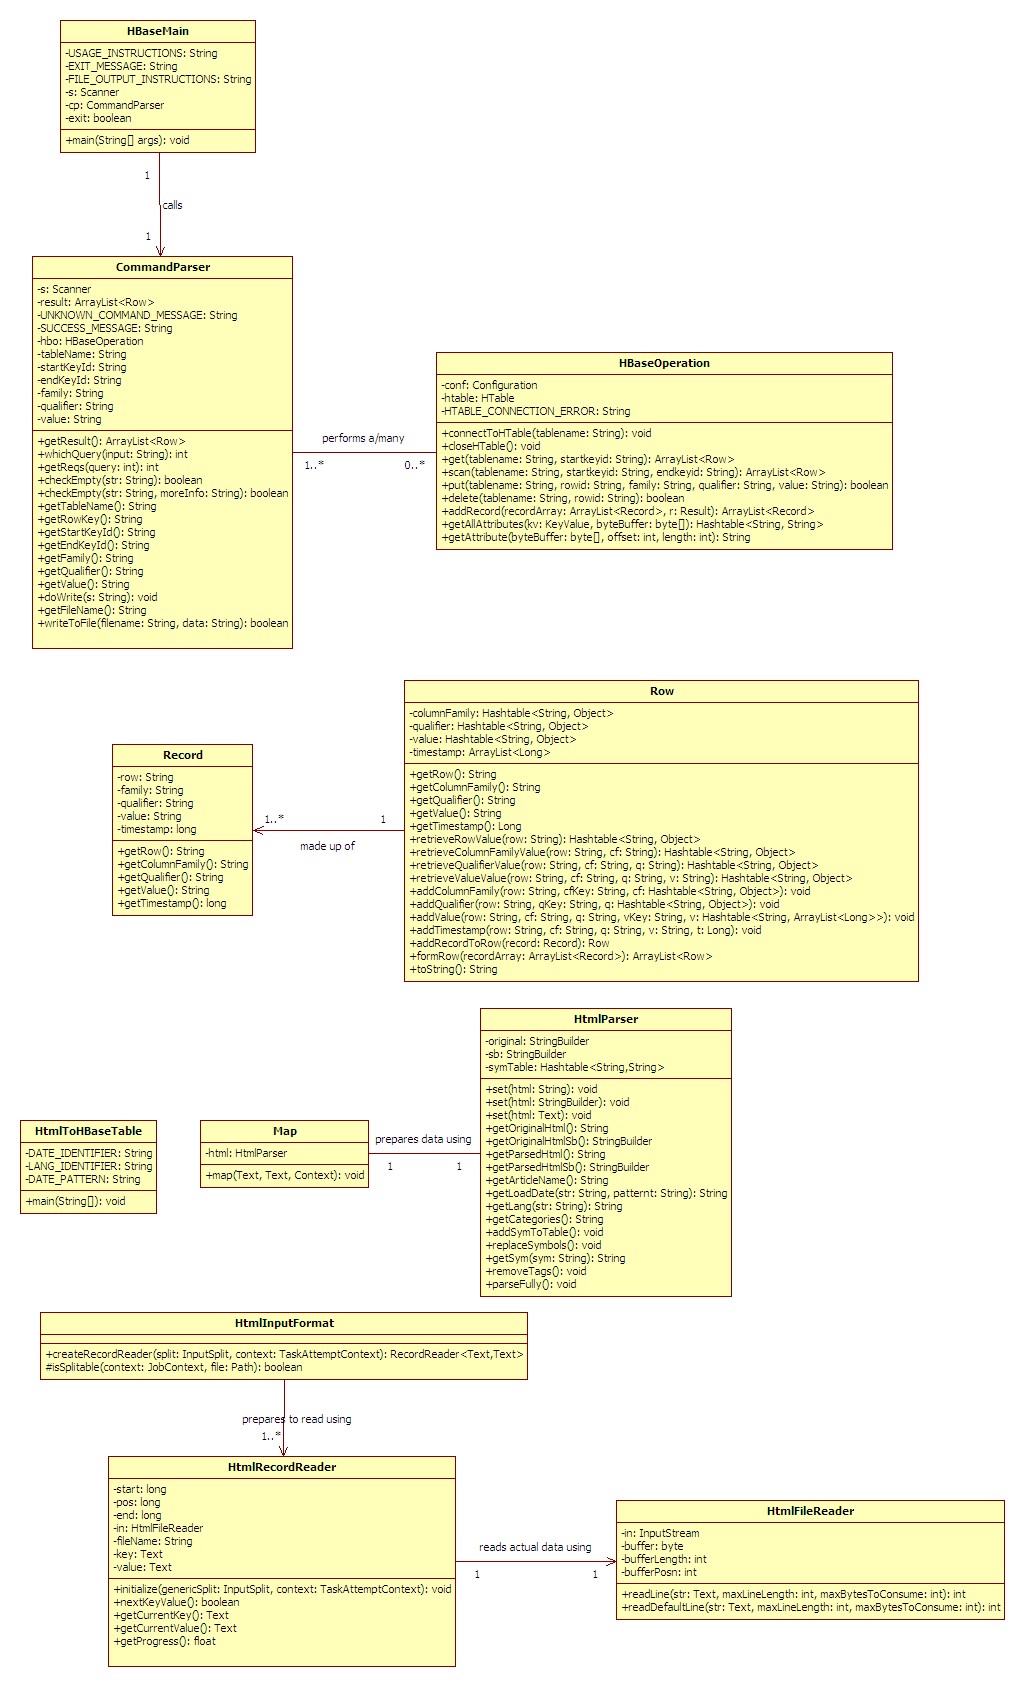 HBaseMain
-USAGE_INSTRUCTIONS: String
-EXIT_MESSAGE: String
-FILE_OUTPUT_INSTRUCTIONS: String
-s: Scanner
-cp: CommandParser
-exit: boolean
+main(String[] args): void
1
calls
1
CommandParser
-s: Scanner
-result: ArrayList<Row>
-UNKNOWN_COMMAND_MESSAGE: String
-SUCCESS_MESSAGE: String
-hbo: HBaseOperation
-tableName: String
-startKeyId: String
-endKeyId: String
-family: String
-qualifier: String
-value: String
+getResult(): ArrayList<Row>
+whichQuery(input: String): int
+getReqs(query: int): int
+checkEmpty(str: String): boolean
+checkEmpty(str: String, moreInfo: String): boolean
+getTableName(): String
+getRowKey(): String
+getStartKeyId(): String
+getEndKeyId(): String
+getFamily(): String
+getQualifier(): String
+getValue(): String
+doWrite(s: String): void
+getFileName(): String
+writeToFile(filename: String, data: String): boolean
performs a/many
1..*
0..*
HBaseOperation
-conf: Configuration
-htable: HTable
-HTABLE_CONNECTION_ERROR: String
+connectToHTable(tablename: String): void
+closeHTable(): void
+get(tablename: String, startkeyid: String): ArrayList<Row>
+scan(tablename: String, startkeyid: String, endkeyid: String): ArrayList<Row>
+put(tablename: String, rowid: String, family: String, qualifier: String, value: String): boolean
+delete(tablename: String, rowid: String): boolean
+addRecord(recordArray: ArrayList<Record>, r: Result): ArrayList<Record>
+getAllAttributes(kv: KeyValue, byteBuffer: byte[]): Hashtable<String, String>
+getAttribute(byteBuffer: byte[], offset: int, length: int): String
Record
-row: String
-family: String
-qualifier: String
-value: String
-timestamp: long
+getRow(): String
+getColumnFamily(): String
+getQualifier(): String
+getValue(): String
+getTimestamp(): long
1..*
1
made up of
Row
-columnFamily: Hashtable<String, Object>
-qualifier: Hashtable<String, Object>
-value: Hashtable<String, Object>
-timestamp: ArrayList<Long>
+getRow(): String
+getColumnFamily(): String
+getQualifier(): String
+getValue(): String
+getTimestamp(): Long
+retrieveRowValue(row: String): Hashtable<String, Object>
+retrieveColumnFamilyValue(row: String, cf: String): Hashtable<String, Object>
+retrieveQualifierValue(row: String, cf: String, q: String): Hashtable<String, Object>
+retrieveValueValue(row: String, cf: String, q: String, v: String): Hashtable<String, Object>
+addColumnFamily(row: String, cfKey: String, cf: Hashtable<String, Object>): void
+addQualifier(row: String, qKey: String, q: Hashtable<String, Object>): void
+addValue(row: String, cf: String, q: String, vKey: String, v: Hashtable<String, ArrayList<Long>>): void
+addTimestamp(row: String, cf: String, q: String, v: String, t: Long): void
+addRecordToRow(record: Record): Row
+formRow(recordArray: ArrayList<Record>): ArrayList<Row>
+toString(): String
HtmlToHBaseTable
-DATE_IDENTIFIER: String
-LANG_IDENTIFIER: String
-DATE_PATTERN: String
+main(String[]): void
Map
-html: HtmlParser
+map(Text, Text, Context): void
prepares data using
1
1
HtmlParser
-original: StringBuilder
-sb: StringBuilder
-symTable: Hashtable<String,String>
+set(html: String): void
+set(html: StringBuilder): void
+set(html: Text): void
+getOriginalHtml(): String
+getOriginalHtmlSb(): StringBuilder
+getParsedHtml(): String
+getParsedHtmlSb(): StringBuilder
+getArticleName(): String
+getLoadDate(str: String, patternt: String): String
+getLang(str: String): String
+getCategories(): String
+addSymToTable(): void
+replaceSymbols(): void
+getSym(sym: String): String
+removeTags(): void
+parseFully(): void
HtmlInputFormat
+createRecordReader(split: InputSplit, context: TaskAttemptContext): RecordReader<Text,Text>
#isSplitable(context: JobContext, file: Path): boolean
prepares to read using
1..*
HtmlRecordReader
-start: long
-pos: long
-end: long
-in: HtmlFileReader
-fileName: String
-key: Text
-value: Text
+initialize(genericSplit: InputSplit, context: TaskAttemptContext): void
+nextKeyValue(): boolean
+getCurrentKey(): Text
+getCurrentValue(): Text
+getProgress(): float
reads actual data using
1
1
HtmlFileReader
-in: InputStream
-buffer: byte
-bufferLength: int
-bufferPosn: int
+readLine(str: Text, maxLineLength: int, maxBytesToConsume: int): int
+readDefaultLine(str: Text, maxLineLength: int, maxBytesToConsume: int): int